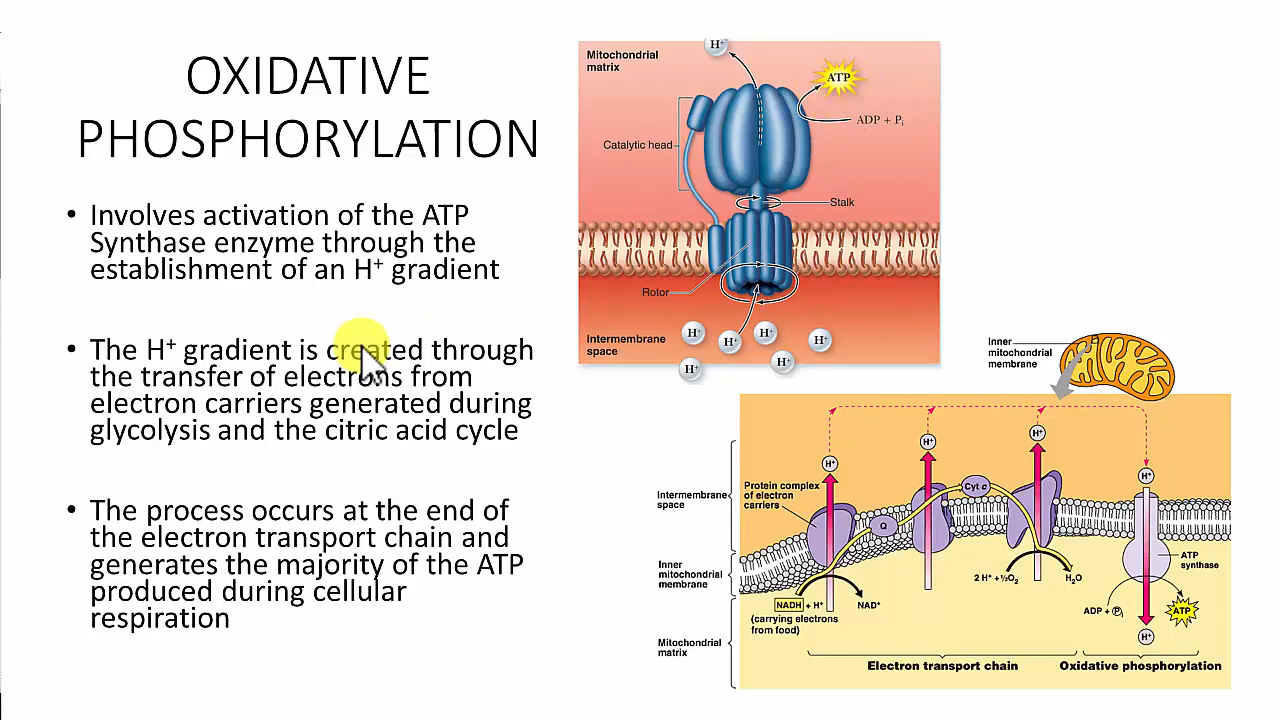 OXIDATIVE
PHOSPHORYLATION
• Involves activation of the ATP
Synthase enzyme through the
establishment of an H⁺ gradient
• The H⁺ gradient is created through
the transfer of electrons from
electron carriers generated during
glycolysis and the citric acid cycle
• The process occurs at the end of
the electron transport chain and
generates the majority of the ATP
produced during cellular
respiration
H⁺
Mitochondrial
matrix
ATP
ADP + Pᵢ
Catalytic head
Stalk
Rotor
Intermembrane
space
H⁺
H⁺
H⁺
H⁺
H⁺
H⁺
Inner
mitochondrial
membrane
H⁺
H⁺
H⁺
H⁺
Protein complex
of electron
carriers
Cyt c
Q
Intermembrane
space
Inner
mitochondrial
membrane
Mitochondrial
matrix
NADH + H⁺
NAD⁺
(carrying electrons
from food)
2 H⁺ + ½O₂
H₂O
ATP
synthase
ADP + Pᵢ
ATP
H⁺
Electron transport chain
Oxidative phosphorylation